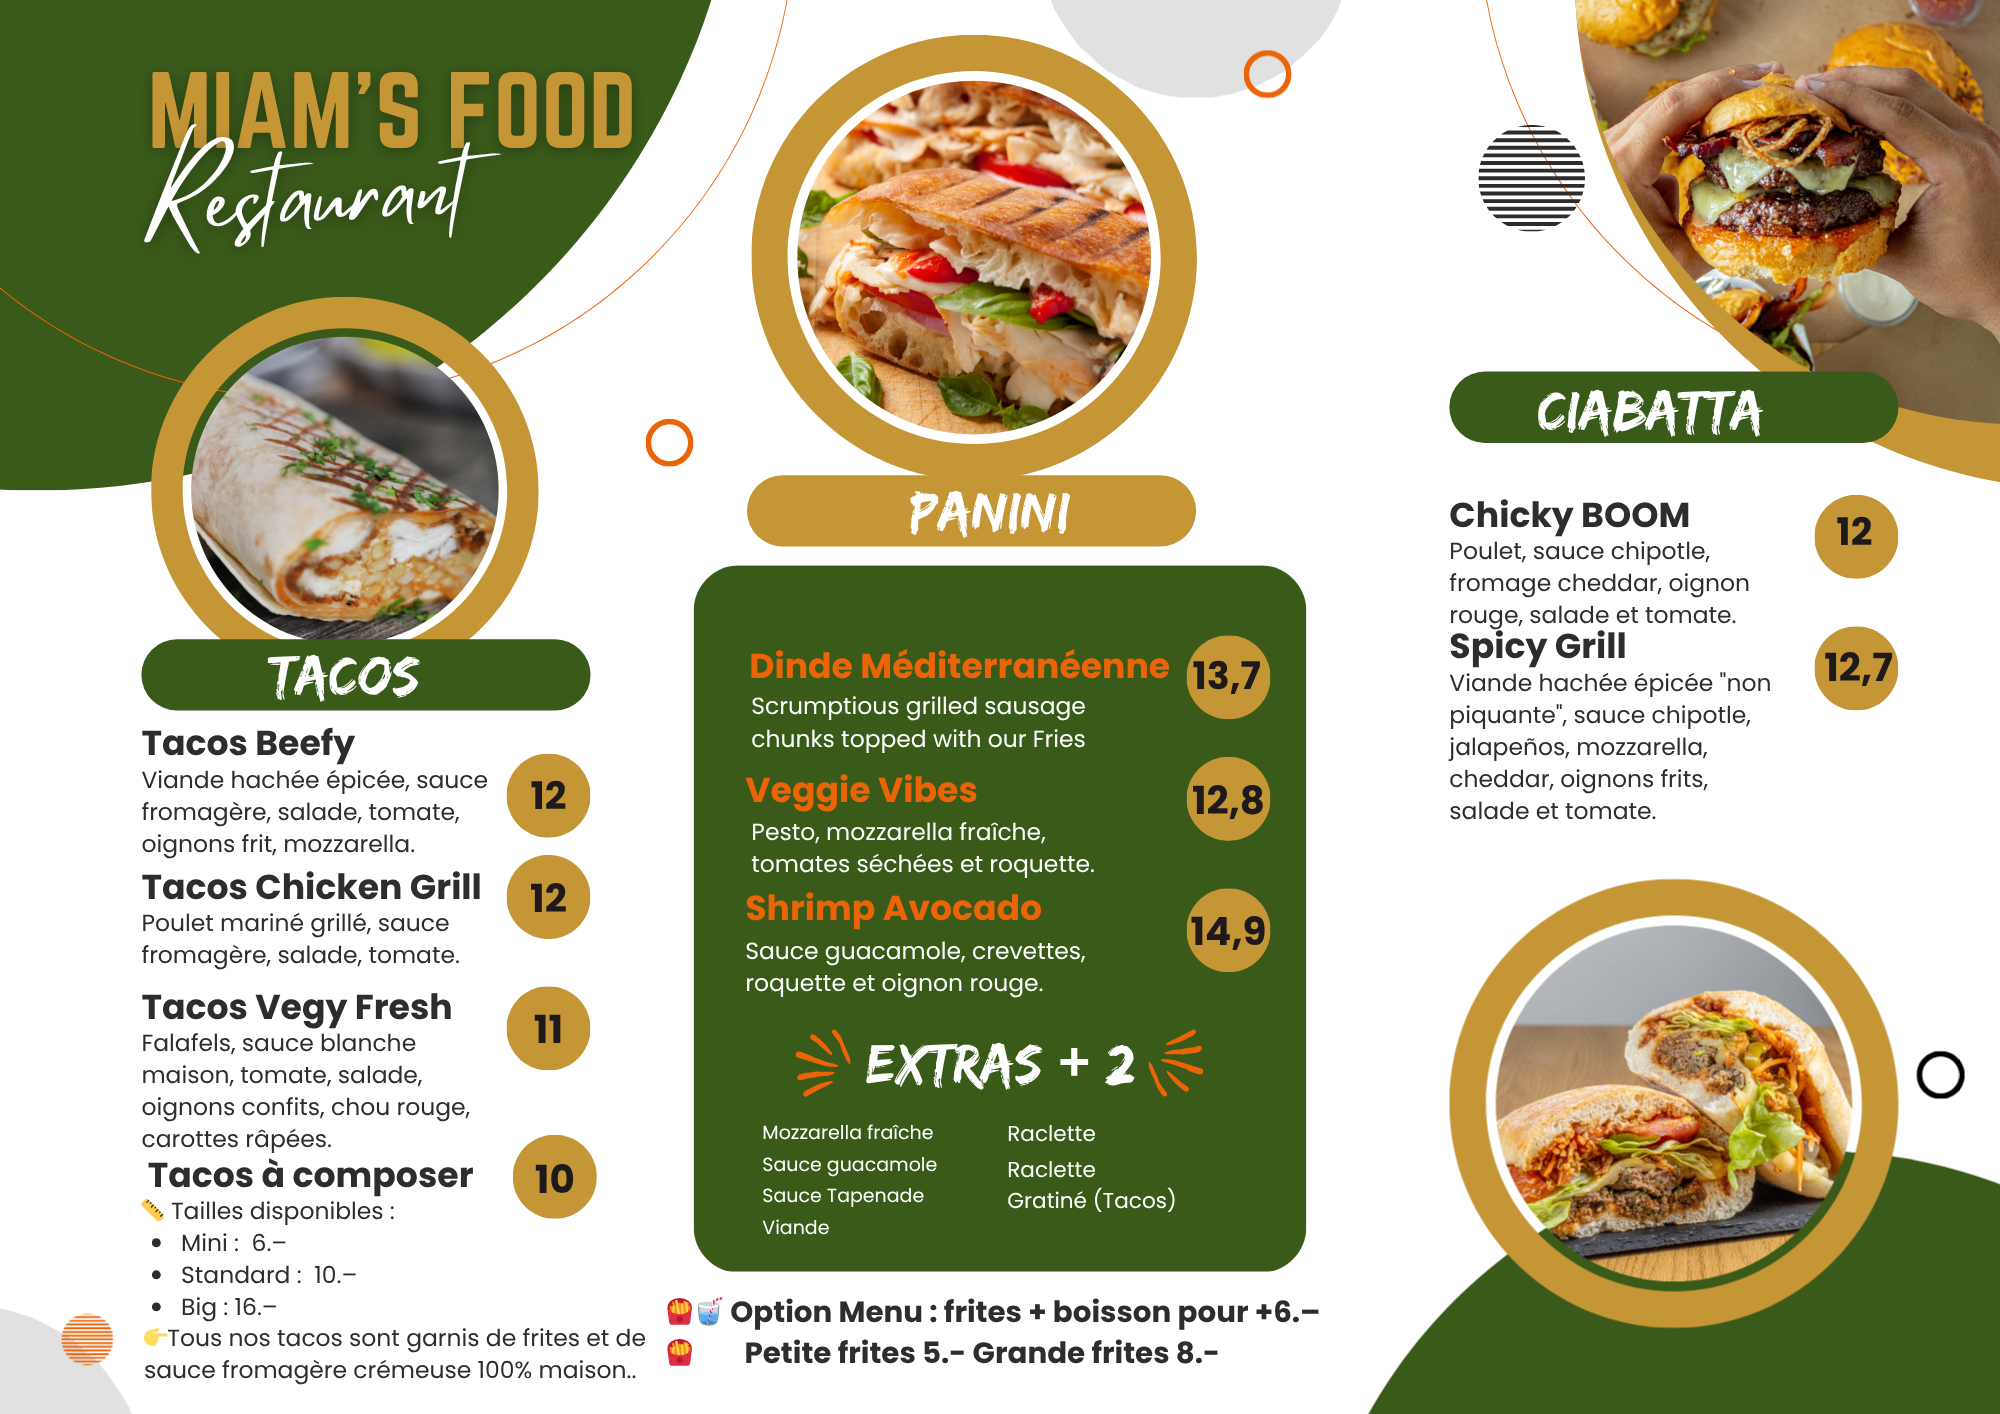 MIAM'S FOOD
Restaurant
TACOS
Tacos Beefy
Viande hachée épicée, sauce
fromagère, salade, tomate,
oignons frit, mozzarella.
12
Tacos Chicken Grill
Poulet mariné grillé, sauce
fromagère, salade, tomate.
12
Tacos Vegy Fresh
Falafels, sauce blanche
maison, tomate, salade,
oignons confits, chou rouge,
carottes râpées.
11
Tacos à composer
10
📏 Tailles disponibles :
• Mini : 6.–
• Standard : 10.–
• Big : 16.–
👉Tous nos tacos sont garnis de frites et de
sauce fromagère crémeuse 100% maison..
PANINI
Dinde Méditerranéenne
13,7
Scrumptious grilled sausage
chunks topped with our Fries
Veggie Vibes
12,8
Pesto, mozzarella fraîche,
tomates séchées et roquette.
Shrimp Avocado
14,9
Sauce guacamole, crevettes,
roquette et oignon rouge.
EXTRAS + 2
Mozzarella fraîche
Sauce guacamole
Sauce Tapenade
Viande
Raclette
Raclette
Gratiné (Tacos)
🍟🥤 Option Menu : frites + boisson pour +6.–
🍟 Petite frites 5.- Grande frites 8.-
CIABATTA
Chicky BOOM
12
Poulet, sauce chipotle,
fromage cheddar, oignon
rouge, salade et tomate.
Spicy Grill
12,7
Viande hachée épicée "non
piquante", sauce chipotle,
jalapeños, mozzarella,
cheddar, oignons frits,
salade et tomate.